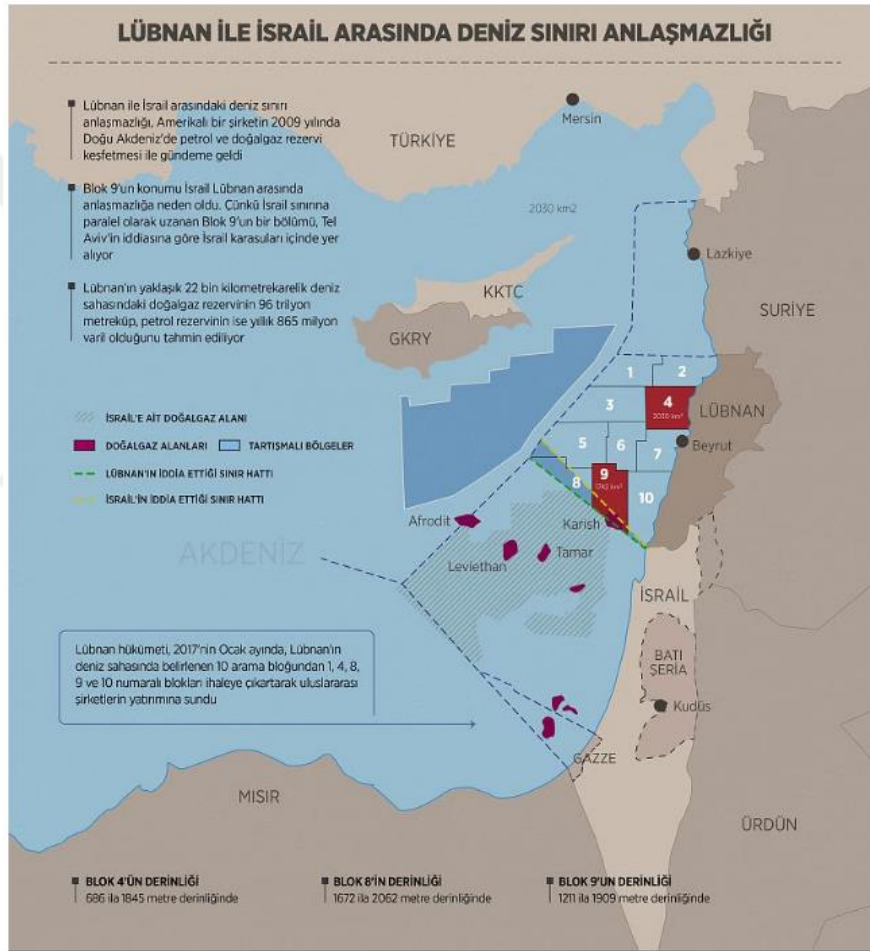 LÜBNAN İLE İSRAİL ARASINDA DENİZ SINIRI ANLAŞMAZLIĞI
Lübnan ile İsrail arasındaki deniz sınırı
anlaşmazlığı, Amerikalı bir şirketin 2009 yılında
Doğu Akdeniz'de petrol ve doğalgaz rezervi
keşfetmesi ile gündeme geldi
Blok 9'un konumu İsrail Lübnan arasında
anlaşmazlığa neden oldu. Çünkü İsrail sınırına
paralel olarak uzanan Blok 9'un bir bölümü, Tel
Aviv'in iddiasına göre İsrail karasuları içinde yer
alıyor
Lübnan'ın yaklaşık 22 bin kilometrekarelik deniz
sahasındaki doğalgaz rezervinin 96 trilyon
metreküp, petrol rezervinin ise yıllık 865 milyon
varil olduğunu tahmin ediliyor
TÜRKİYE
Mersin
2030 km2
Lazkiye
KKTC
GKRY
SURİYE
1
2
3
4
2030 km²
LÜBNAN
5
6
7
Beyrut
8
9
1742 km²
10
İSRAİL'E AİT DOĞALGAZ ALANI
DOĞALGAZ ALANLARI
TARTIŞMALI BÖLGELER
LÜBNAN'IN İDDİA ETTİĞİ SINIR HATTI
İSRAİL'İN İDDİA ETTİĞİ SINIR HATTI
Afrodit
Karish
AKDENİZ
Leviethan
Tamar
İSRAİL
Lübnan hükümeti, 2017'nin Ocak ayında, Lübnan'ın
deniz sahasında belirlenen 10 arama bloğundan 1, 4, 8,
9 ve 10 numaralı blokları ihaleye çıkartarak uluslararası
şirketlerin yatırımına sundu
BATI
ŞERİA
Kudüs
GAZZE
MISIR
ÜRDÜN
BLOK 4'ÜN DERİNLİĞİ
686 ila 1845 metre derinliğinde
BLOK 8'İN DERİNLİĞİ
1672 ila 2062 metre derinliğinde
BLOK 9'UN DERİNLİĞİ
1211 ila 1909 metre derinliğinde